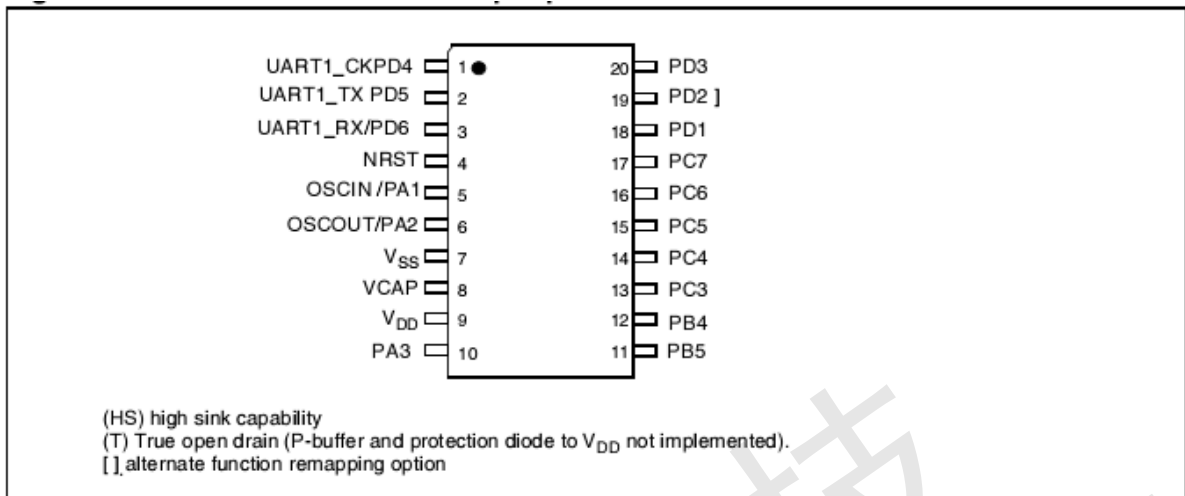 UART1_CKPD4 1 20 PD3
UART1_TX PD5 2 19 PD2 ]
UART1_RX/PD6 3 18 PD1
NRST 4 17 PC7
OSCIN /PA1 5 16 PC6
OSCOUT/PA2 6 15 PC5
VSS 7 14 PC4
VCAP 8 13 PC3
VDD 9 12 PB4
PA3 10 11 PB5
(HS) high sink capability
(T) True open drain (P-buffer and protection diode to VDD not implemented).
[ ] alternate function remapping option
技